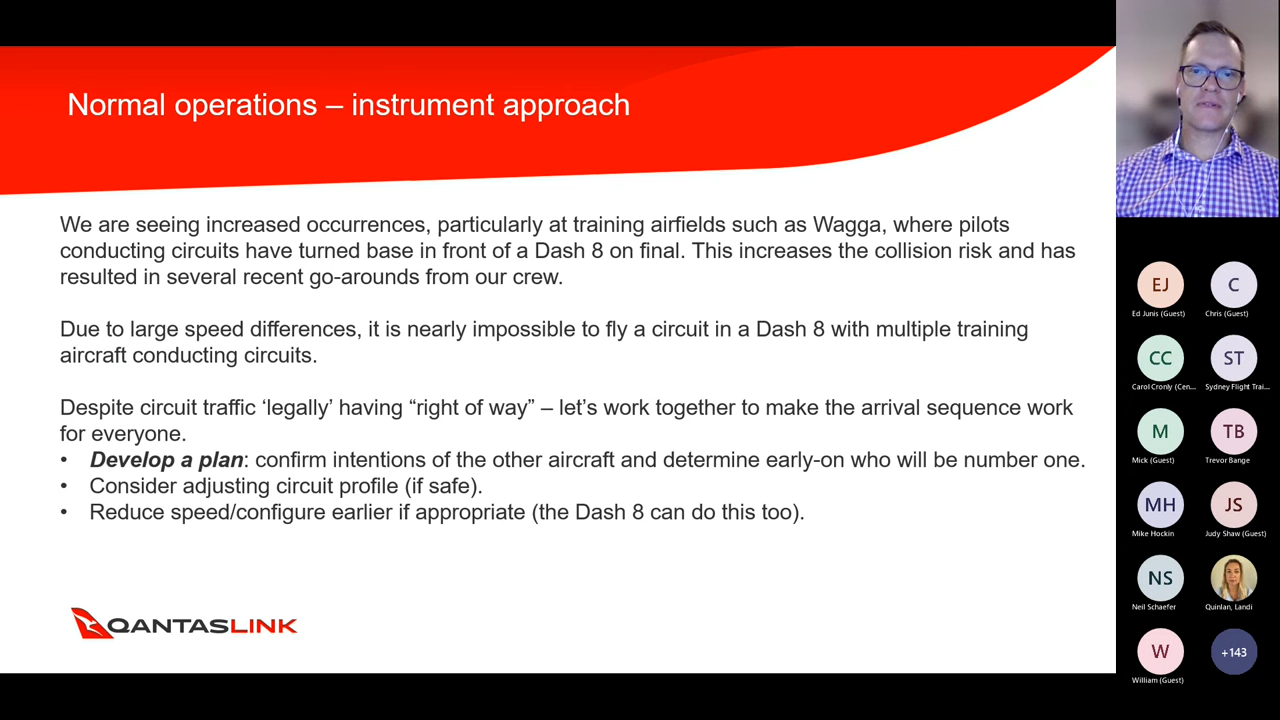 Normal operations – instrument approach
We are seeing increased occurrences, particularly at training airfields such as Wagga, where pilots
conducting circuits have turned base in front of a Dash 8 on final. This increases the collision risk and has
resulted in several recent go-arounds from our crew.
Due to large speed differences, it is nearly impossible to fly a circuit in a Dash 8 with multiple training
aircraft conducting circuits.
Despite circuit traffic ‘legally’ having “right of way” – let’s work together to make the arrival sequence work
for everyone.
• Develop a plan: confirm intentions of the other aircraft and determine early-on who will be number one.
• Consider adjusting circuit profile (if safe).
• Reduce speed/configure earlier if appropriate (the Dash 8 can do this too).
QANTASLINK
EJ
Ed Junis (Guest)
C
Chris (Guest)
CC
Carol Cronly (Cen...
ST
Sydney Flight Trai...
M
Mick (Guest)
TB
Trevor Bange
MH
Mike Hockin
JS
Judy Shaw (Guest)
NS
Neil Schaefer
Quinlan, Landi
W
William (Guest)
+143